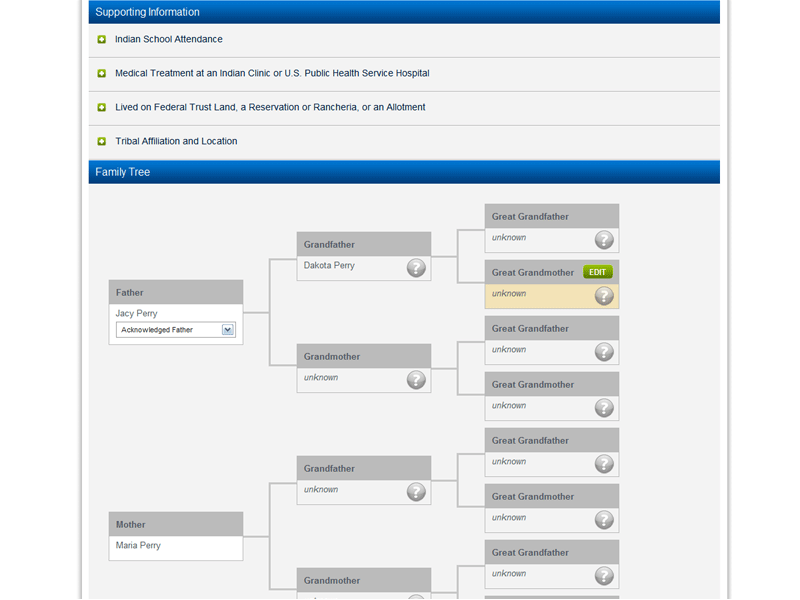 Supporting Information
Indian School Attendance
Medical Treatment at an Indian Clinic or U.S. Public Health Service Hospital
Lived on Federal Trust Land, a Reservation or Rancheria, or an Allotment
Tribal Affiliation and Location
Family Tree
Father
Jacy Perry
Acknowledged Father
Grandfather
Dakota Perry
?
Great Grandfather
unknown
?
Great Grandmother
EDIT
unknown
?
Grandmother
unknown
?
Great Grandfather
unknown
?
Great Grandmother
unknown
?
Mother
Maria Perry
Grandfather
unknown
?
Great Grandfather
unknown
?
Great Grandmother
unknown
?
Grandmother
Great Grandfather
unknown
?